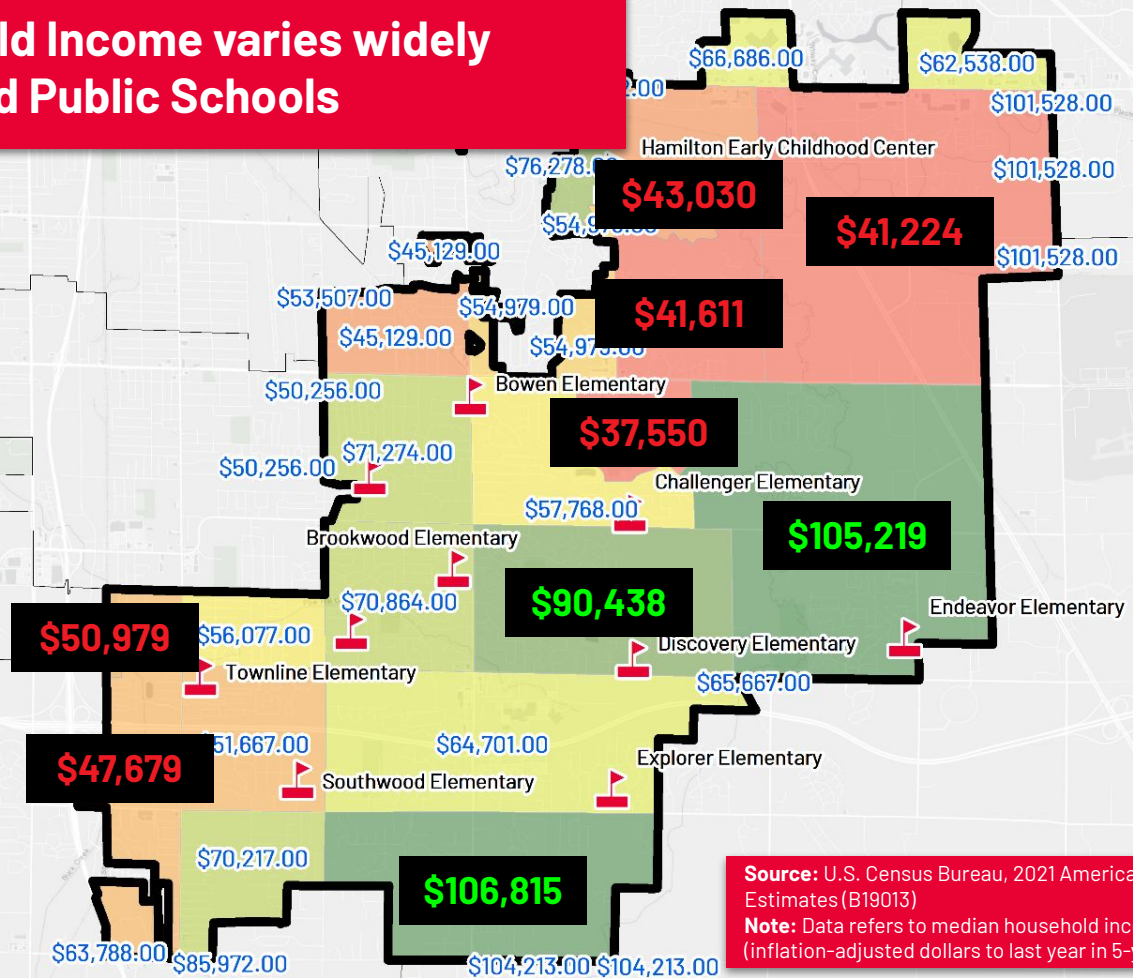 Income varies widely
Public Schools
$66,686.00
$62,538.00
$101,528.00
Hamilton Early Childhood Center
$76,278.
$101,528.00
$43,030
$41,224
$45,129.00
$101,528.00
$53,507.00
$54,979.00
$41,611
$45,129.00
$54,979.00
Bowen Elementary
$50,256.00
$37,550
$71,274.00
$50,256.00
Challenger Elementary
$57,768.00
$105,219
Brookwood Elementary
$90,438
$70,864.00
Endeavor Elementary
$50,979
$56,077.00
Discovery Elementary
Townline Elementary
$65,667.00
51,667.00
$64,701.00
$47,679
Explorer Elementary
Southwood Elementary
$70,217.00
$106,815
Source: U.S. Census Bureau, 2021
Estimates (B19013)
Note: Data refers to median household
(inflation-adjusted dollars to last year in
$63,788.00
$85,972.00
$104,213.00
$104,213.00